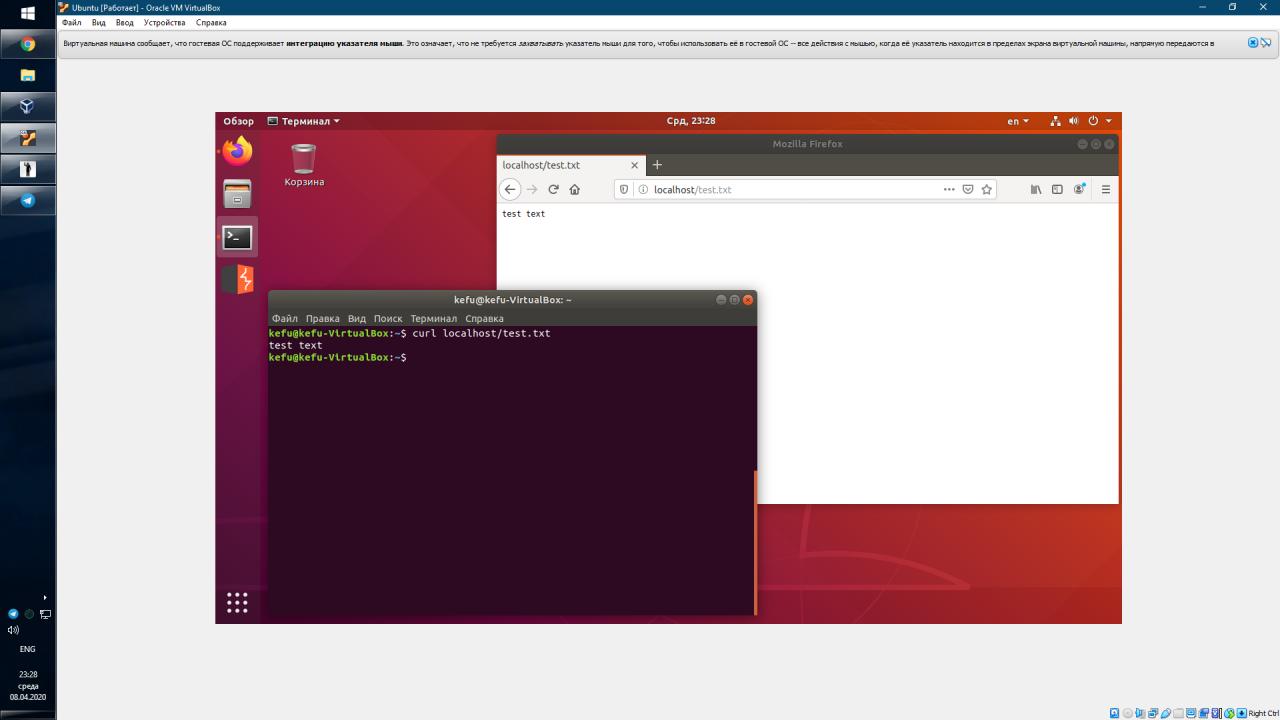 Ubuntu [Работает] - Oracle VM VirtualBox
Файл Вид Ввод Устройства Справка
Виртуальная машина сообщает, что гостевая ОС поддерживает интеграцию указателя мыши. Это означает, что не требуется захватывать указатель мыши для того, чтобы использовать её в гостевой ОС -- все действия с мышью, когда её указатель находится в пределах экрана виртуальной машины, напрямую передаются в
Обзор Терминал Срд, 23:28 en
Корзина
Mozilla Firefox
localhost/test.txt
localhost/test.txt
test text
kefu@kefu-VirtualBox: ~
Файл Правка Вид Поиск Терминал Справка
kefu@kefu-VirtualBox:~$ curl localhost/test.txt
test text
kefu@kefu-VirtualBox:~$
ENG
23:28
среда
08.04.2020
Right Ctrl